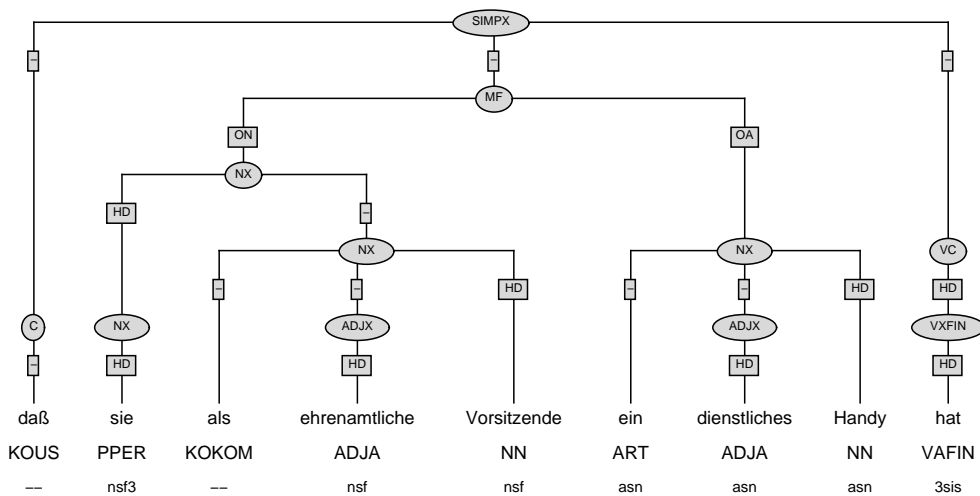 SIMPX
– – –
MF
ON OA
NX
HD –
NX NX VC
– – HD – – HD HD
C NX ADJX ADJX VXFIN
– HD HD HD HD
daß sie als ehrenamtliche Vorsitzende ein dienstliches Handy hat
KOUS PPER KOKOM ADJA NN ART ADJA NN VAFIN
−− nsf3 −− nsf nsf asn asn asn 3sis